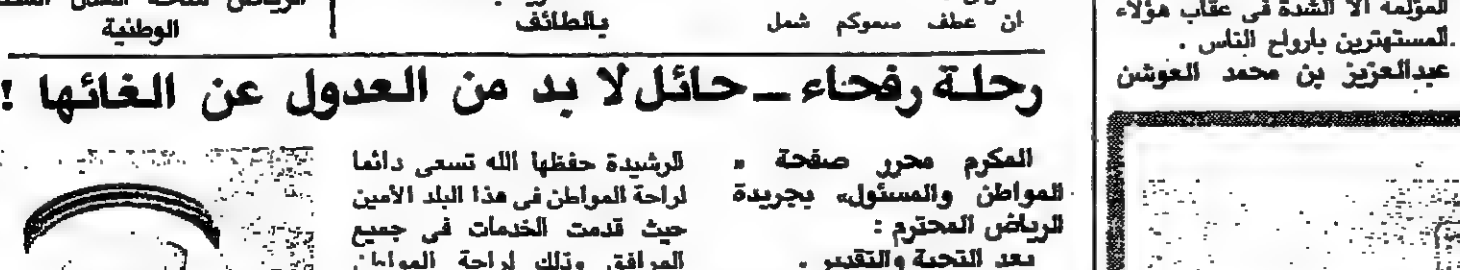 المؤلمة الا الشدة في عقاب هؤلاء
المستهترين بارواح الناس .
عبدالعزيز بن محمد العوشن
ان عطف سموكم شمل
بالطائف
الوطنية
رحلة رفحاء ــ حائل لا بد من العدول عن الغائها !
المكرم محرر صفحة «
المواطن والمسئول» بجريدة
الرياض المحترم :
بعد التحية والتقدير .
الرشيدة حفظها الله تسعى دائما
لراحة المواطن في هذا البلد الأمين
حيث قدمت الخدمات في جميع
المرافق وذلك لراحة المواطن